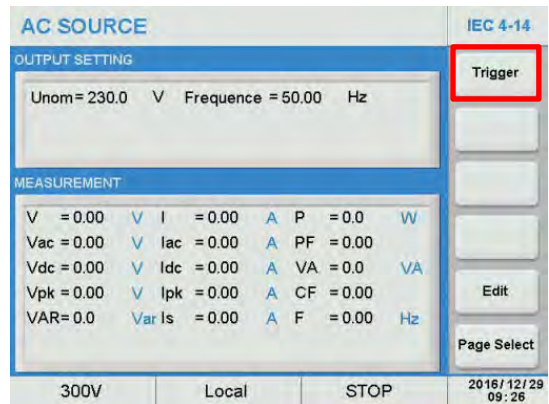 AC SOURCE
IEC 4-14
OUTPUT SETTING
Unom= 230.0 V Frequence = 50.00 Hz
Trigger
MEASUREMENT
V = 0.00 V I = 0.00 A P = 0.0 W
Vac = 0.00 V Iac = 0.00 A PF = 0.00
Vdc = 0.00 V Idc = 0.00 A VA = 0.0 VA
Vpk = 0.00 V Ipk = 0.00 A CF = 0.00
VAR= 0.0 Var Is = 0.00 A F = 0.00 Hz
Edit
Page Select
300V Local STOP
2016/12/29
09:26